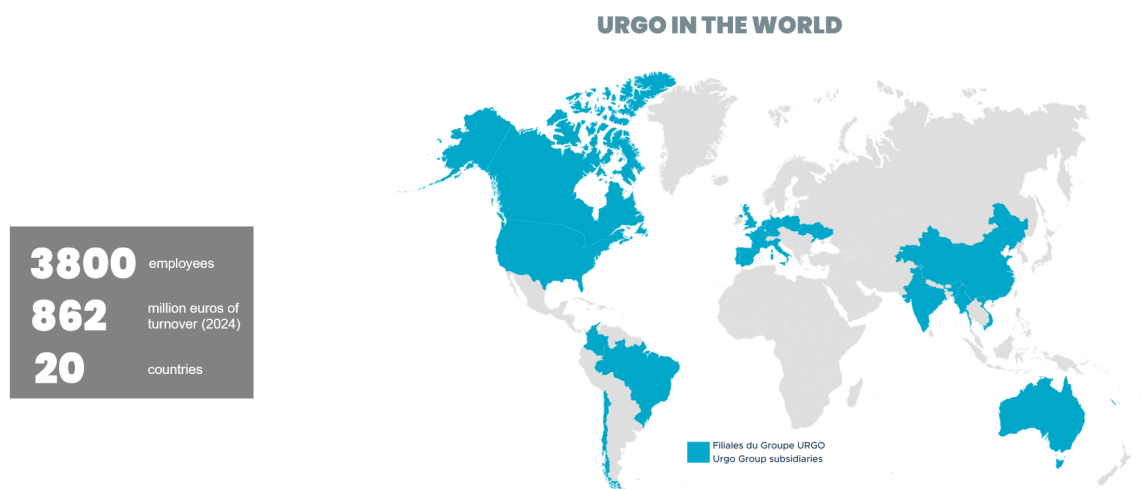 URGO IN THE WORLD
3800 employees
862 million euros of
turnover (2024)
20 countries
Filiales du Groupe URGO
Urgo Group subsidiaries